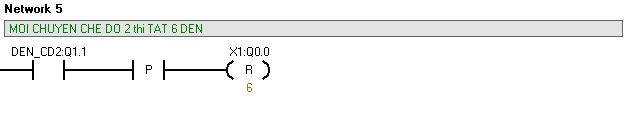 Network 5
MOI CHUYEN CHE DO 2 thi TAT 6 DEN
DEN_CD2:Q1.1 X1:Q0.0
P R
6